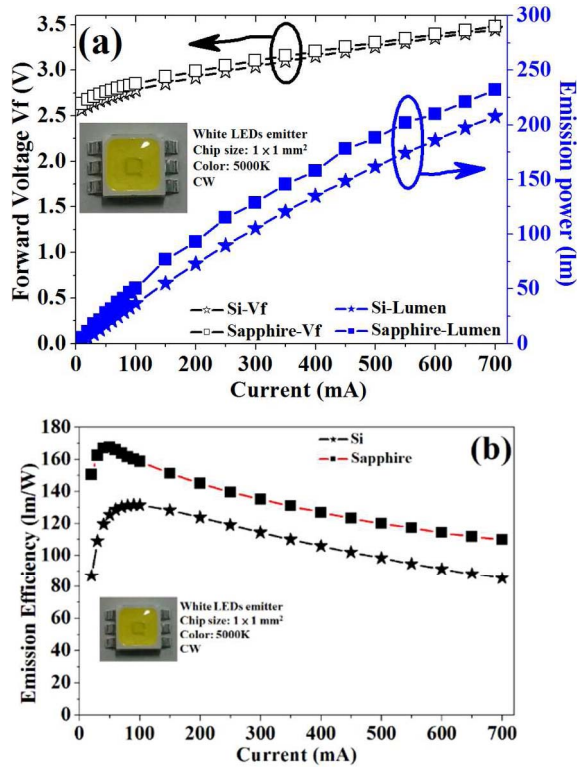 (a)
Forward Voltage Vf (V)
3.5
3.0
2.5
2.0
1.5
1.0
0.5
0.0
300
250
200
150
100
50
0
Emission power (lm)
White LEDs emitter
Chip size: 1 x 1 mm²
Color: 5000K
CW
Si-Vf
Sapphire-Vf
Si-Lumen
Sapphire-Lumen
0 100 200 300 400 500 600 700
Current (mA)
(b)
Si
Sapphire
Emission Efficiency (lm/W)
180
160
140
120
100
80
60
40
20
0
White LEDs emitter
Chip size: 1 x 1 mm²
Color: 5000K
CW
0 100 200 300 400 500 600 700
Current (mA)